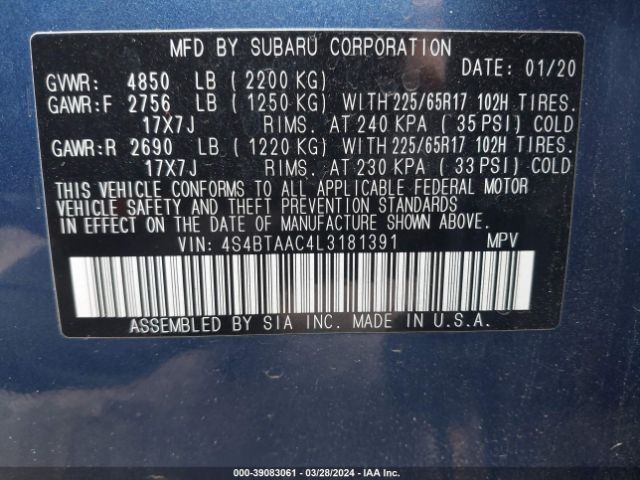 MFD BY SUBARU CORPORATION
DATE: 01/20
GVWR: 4850 LB ( 2200 KG)
GAWR:F 2756 LB ( 1250 KG) WITH 225/65R17 102H TIRES.
17X7J RIMS. AT 240 KPA ( 35 PSI) COLD
GAWR:R 2690 LB ( 1220 KG) WITH 225/65R17 102H TIRES.
17X7J RIMS. AT 230 KPA ( 33 PSI) COLD
THIS VEHICLE CONFORMS TO ALL APPLICABLE FEDERAL MOTOR
VEHICLE SAFETY AND THEFT PREVENTION STANDARDS
IN EFFECT ON THE DATE OF MANUFACTURE SHOWN ABOVE.
VIN: 4S4BTAAC4L3181391 MPV
ASSEMBLED BY SIA INC. MADE IN U.S.A.
000-39083061 | 03/28/2024 - IAA Inc.